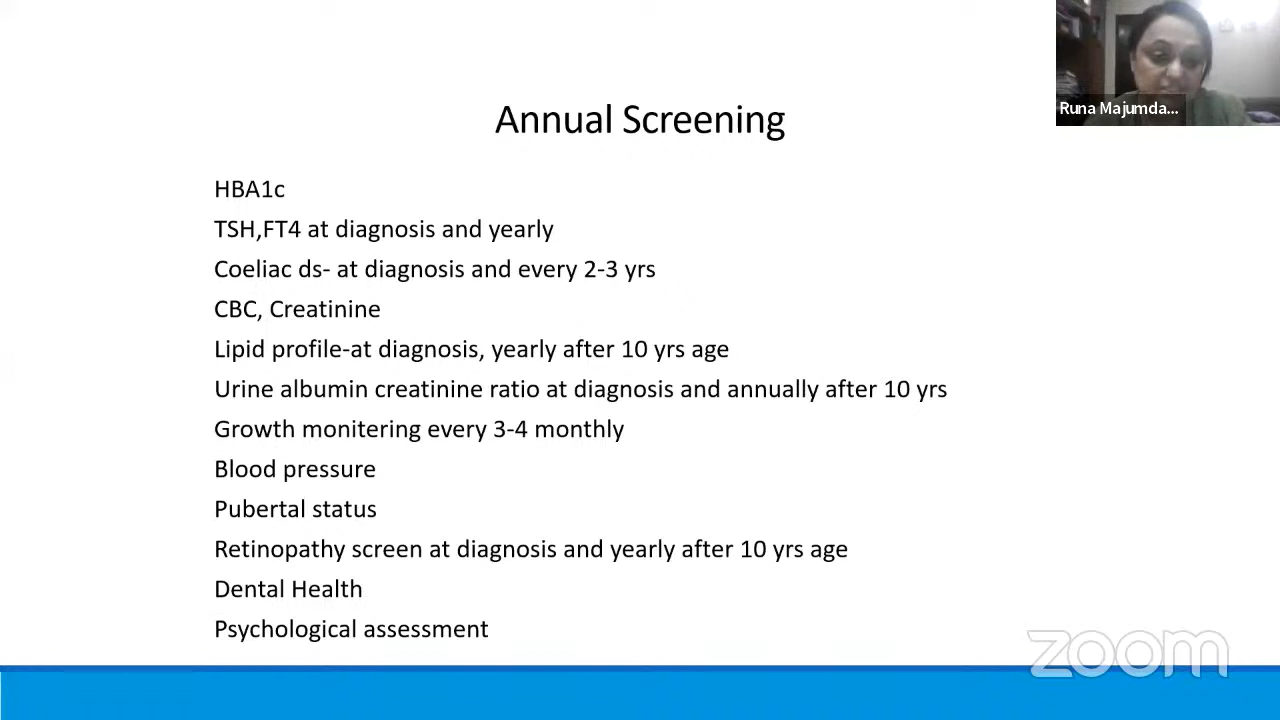 Runa Majumda...
Annual Screening
HBA1c
TSH,FT4 at diagnosis and yearly
Coeliac ds- at diagnosis and every 2-3 yrs
CBC, Creatinine
Lipid profile-at diagnosis, yearly after 10 yrs age
Urine albumin creatinine ratio at diagnosis and annually after 10 yrs
Growth monitering every 3-4 monthly
Blood pressure
Pubertal status
Retinopathy screen at diagnosis and yearly after 10 yrs age
Dental Health
Psychological assessment
zoom